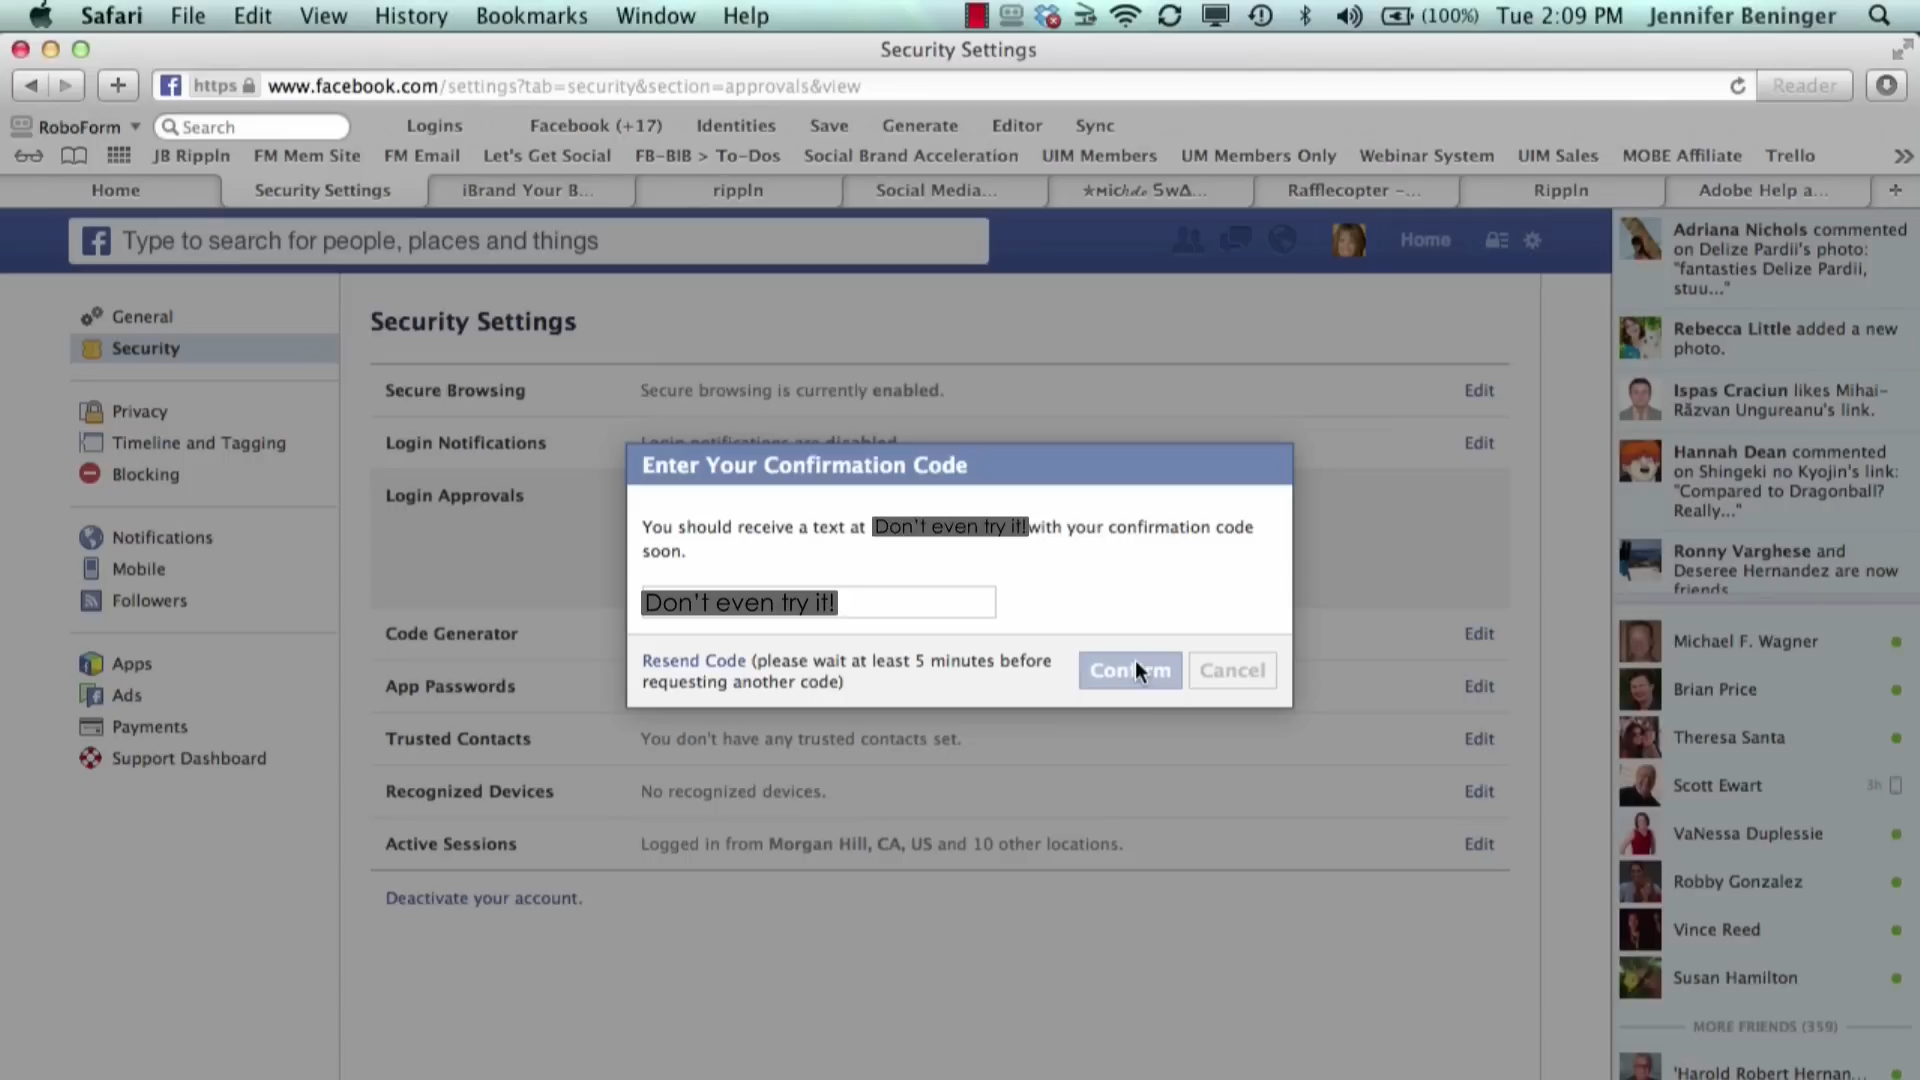 Safari File Edit View History Bookmarks Window Help (100%) Tue 2:09 PM Jennifer Beninger
Security Settings
https www.facebook.com/settings?tab=security&section=approvals&view Reader
RoboForm Search Logins Facebook (+17) Identities Save Generate Editor Sync
JB Rippln FM Mem Site FM Email Let's Get Social FB-BIB > To-Dos Social Brand Acceleration UIM Members UM Members Only Webinar System UIM Sales MOBE Affiliate Trello
Home Security Settings iBrand Your B... rippln Social Media... Rafflecopter –... Rippln Adobe Help a...
Type to search for people, places and things
Home
General
Security
Privacy
Timeline and Tagging
Blocking
Notifications
Mobile
Followers
Apps
Ads
Payments
Support Dashboard
Security Settings
Secure Browsing Secure browsing is currently enabled. Edit
Login Notifications Login notifications are disabled. Edit
Login Approvals
Enter Your Confirmation Code
You should receive a text at Don't even try it! with your confirmation code
soon.
Don't even try it!
Resend Code (please wait at least 5 minutes before
requesting another code)
Confirm Cancel
Code Generator Edit
App Passwords Edit
Trusted Contacts You don't have any trusted contacts set. Edit
Recognized Devices No recognized devices. Edit
Active Sessions Logged in from Morgan Hill, CA, US and 10 other locations. Edit
Deactivate your account.
Adriana Nichols commented
on Delize Pardii's photo:
"fantasties Delize Pardii,
stuu..."
Rebecca Little added a new
photo.
Ispas Craciun likes Mihai-
Răzvan Ungureanu's link.
Hannah Dean commented
on Shingeki no Kyojin's link:
"Compared to Dragonball?
Really..."
Ronny Varghese and
Deseree Hernandez are now
friends
Michael F. Wagner
Brian Price
Theresa Santa
Scott Ewart 3h
VaNessa Duplessie
Robby Gonzalez
Vince Reed
Susan Hamilton
MORE FRIENDS (359)
'Harold Robert Hernan...